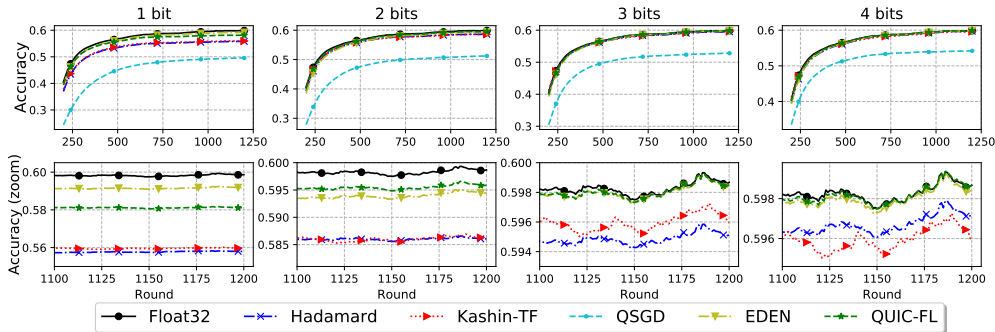 1 bit 2 bits 3 bits 4 bits
Accuracy
0.6 0.5 0.4 0.3
0.6 0.5 0.4 0.3
0.6 0.5 0.4 0.3
0.6 0.5 0.4
250 500 750 1000 1250 250 500 750 1000 1250 250 500 750 1000 1250 250 500 750 1000 1250
Accuracy (zoom)
0.60 0.58 0.56
0.600 0.595 0.590 0.585
0.600 0.598 0.596 0.594
0.598 0.596
1100 1125 1150 1175 1200 1100 1125 1150 1175 1200 1100 1125 1150 1175 1200 1100 1125 1150 1175 1200
Round Round Round Round
Float32 Hadamard Kashin-TF QSGD EDEN QUIC-FL